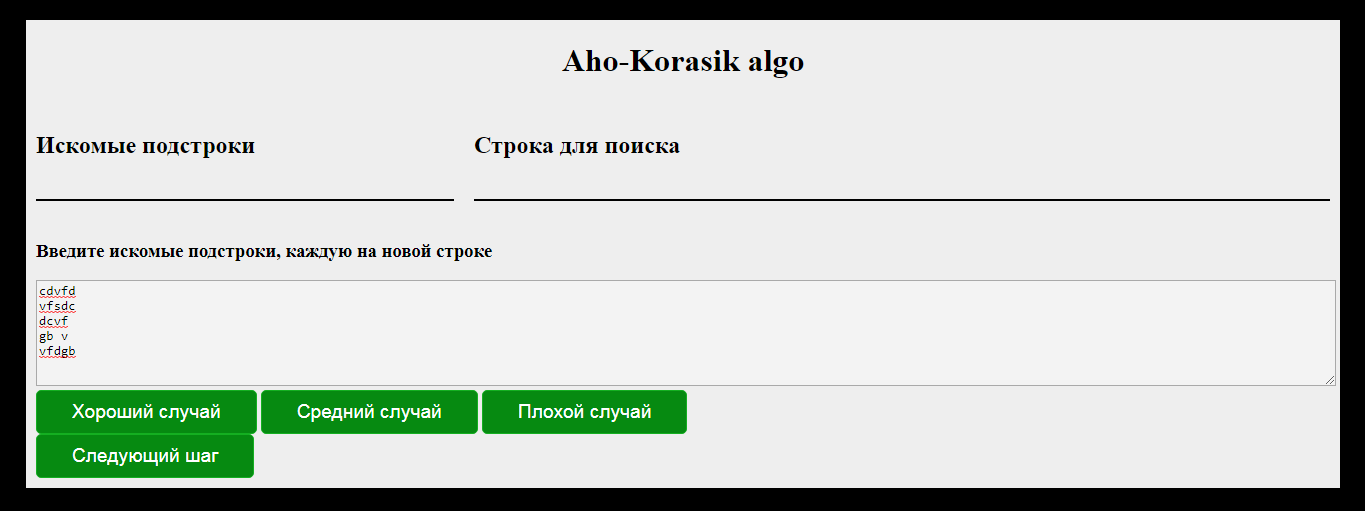 Aho-Korasik algo
Искомые подстроки
Строка для поиска
Введите искомые подстроки, каждую на новой строке
cdvfd
vfsdc
dcvf
gb v
vfdgb
Хороший случай
Средний случай
Плохой случай
Следующий шаг